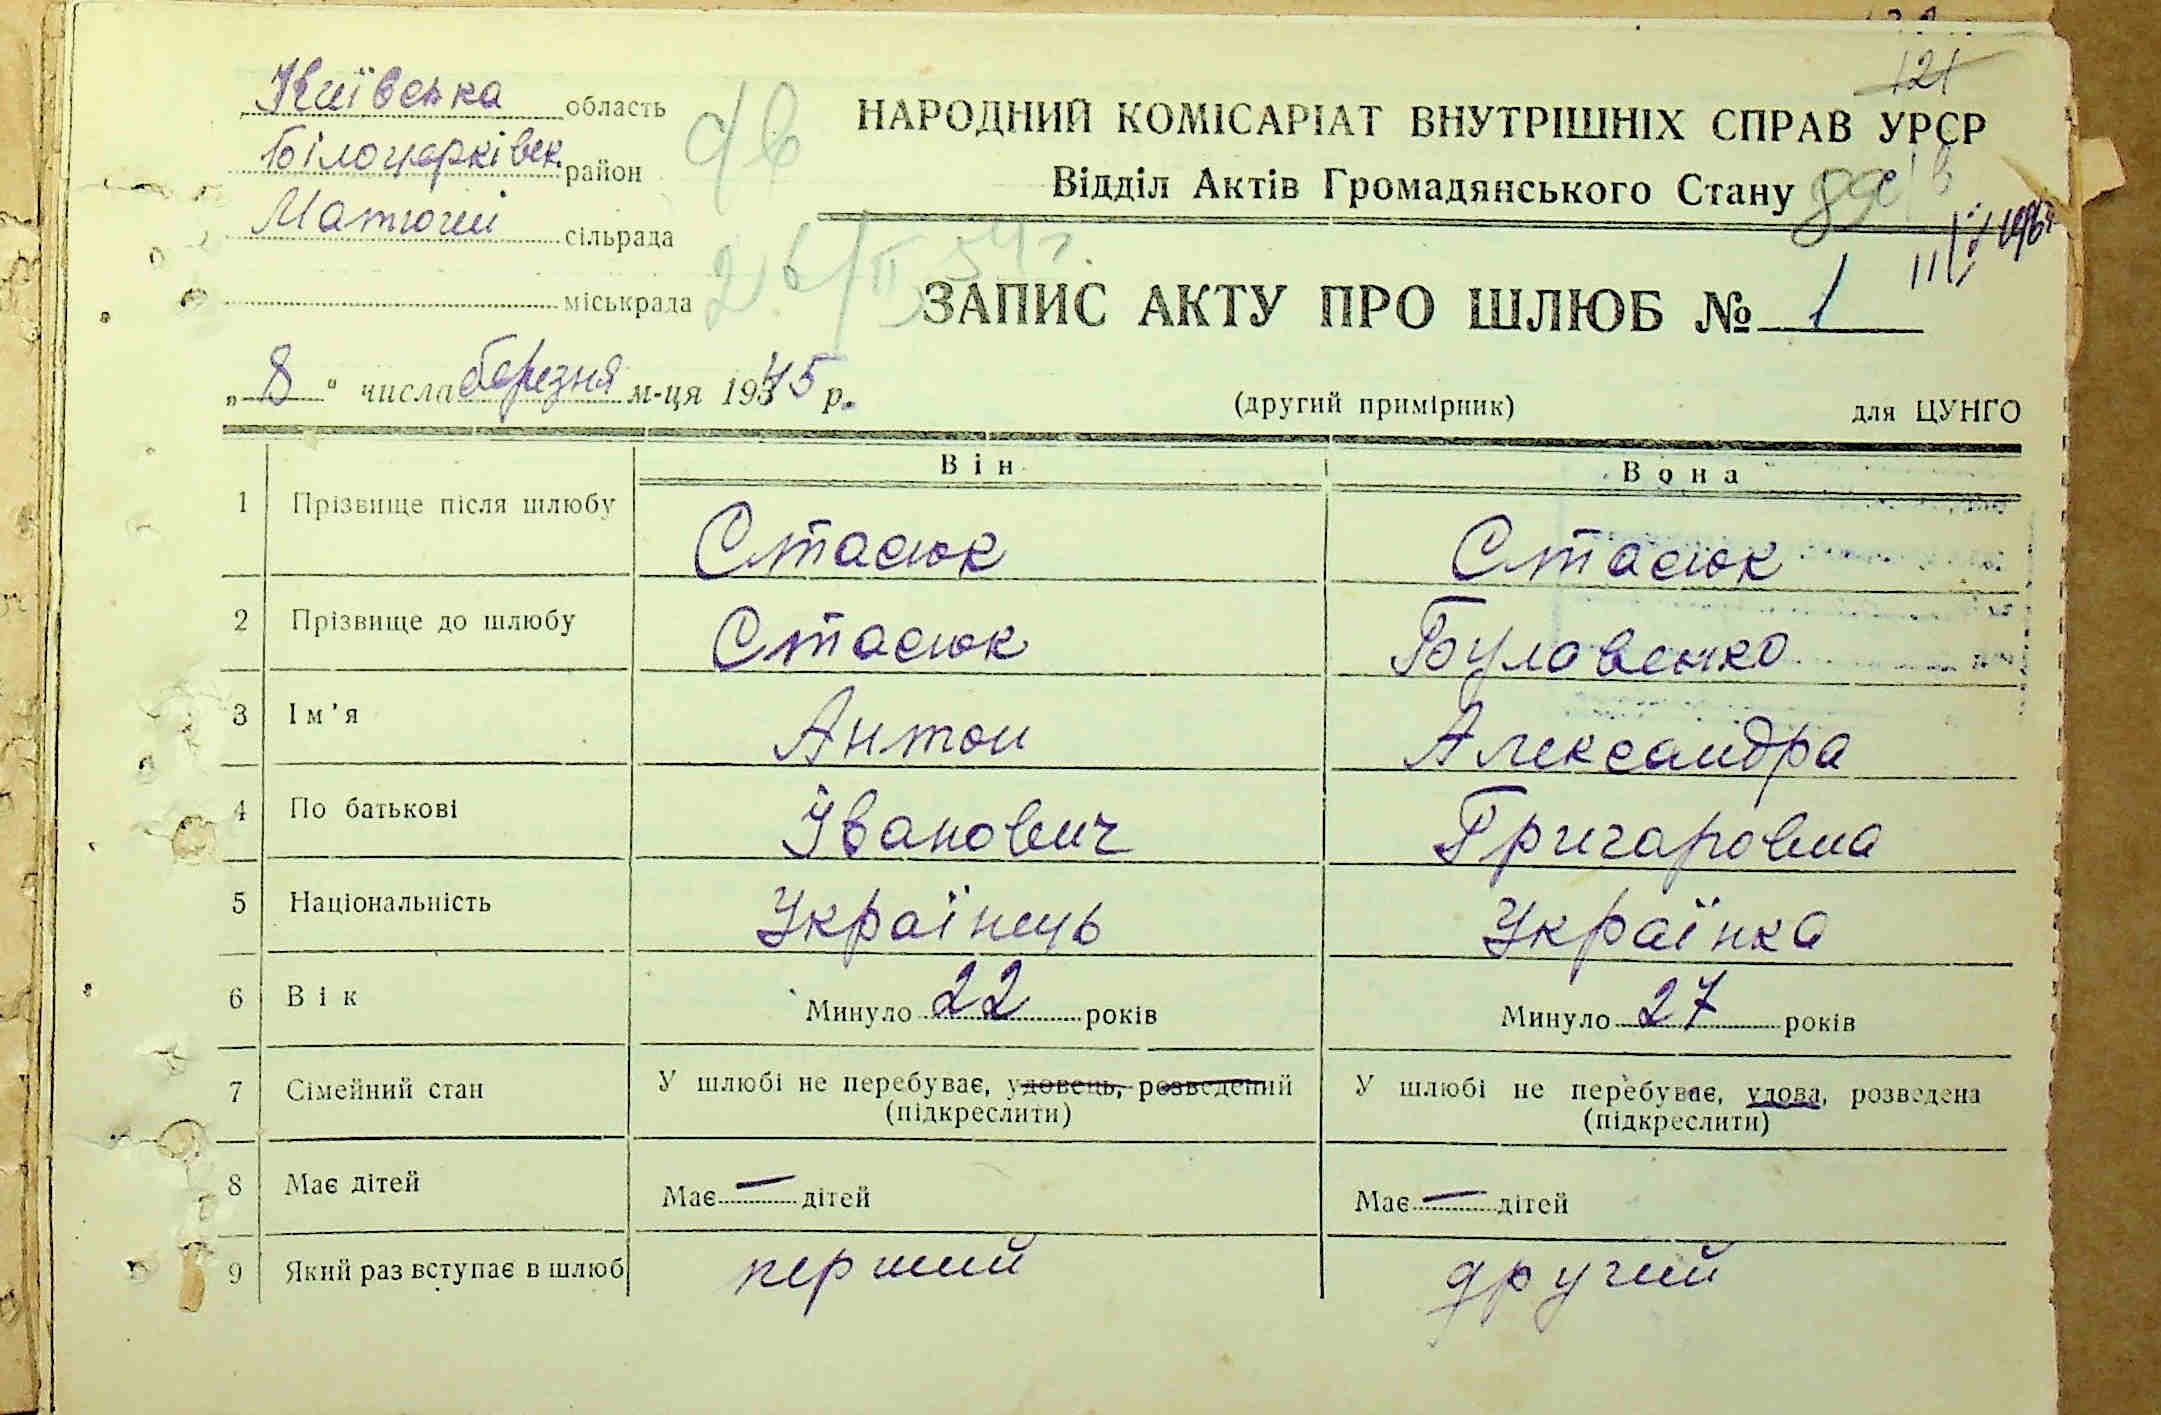 121
Київська область
Білоцерківск. район
Матюші сільрада
міськрада
НАРОДНИЙ КОМІСАРІАТ ВНУТРІШНІХ СПРАВ УРСР
Відділ Актів Громадянського Стану
ЗАПИС АКТУ ПРО ШЛЮБ № 1
„ 8 “ числа березня м-ця 1945 р.
(другий примірник) для ЦУНГО
Він Вона
1 Прізвище після шлюбу Стасюк Стасюк
2 Прізвище до шлюбу Стасюк Булавенко
3 Ім’я Антон Александра
4 По батькові Іванович Григаровна
5 Національність Українець Українка
6 Вік Минуло 22 років Минуло 27 років
7 Сімейний стан У шлюбі не перебуває, удовець, розведений У шлюбі не перебуває, удова, розведена
(підкреслити) (підкреслити)
8 Має дітей Має — дітей Має — дітей
9 Який раз вступає в шлюб перший другий